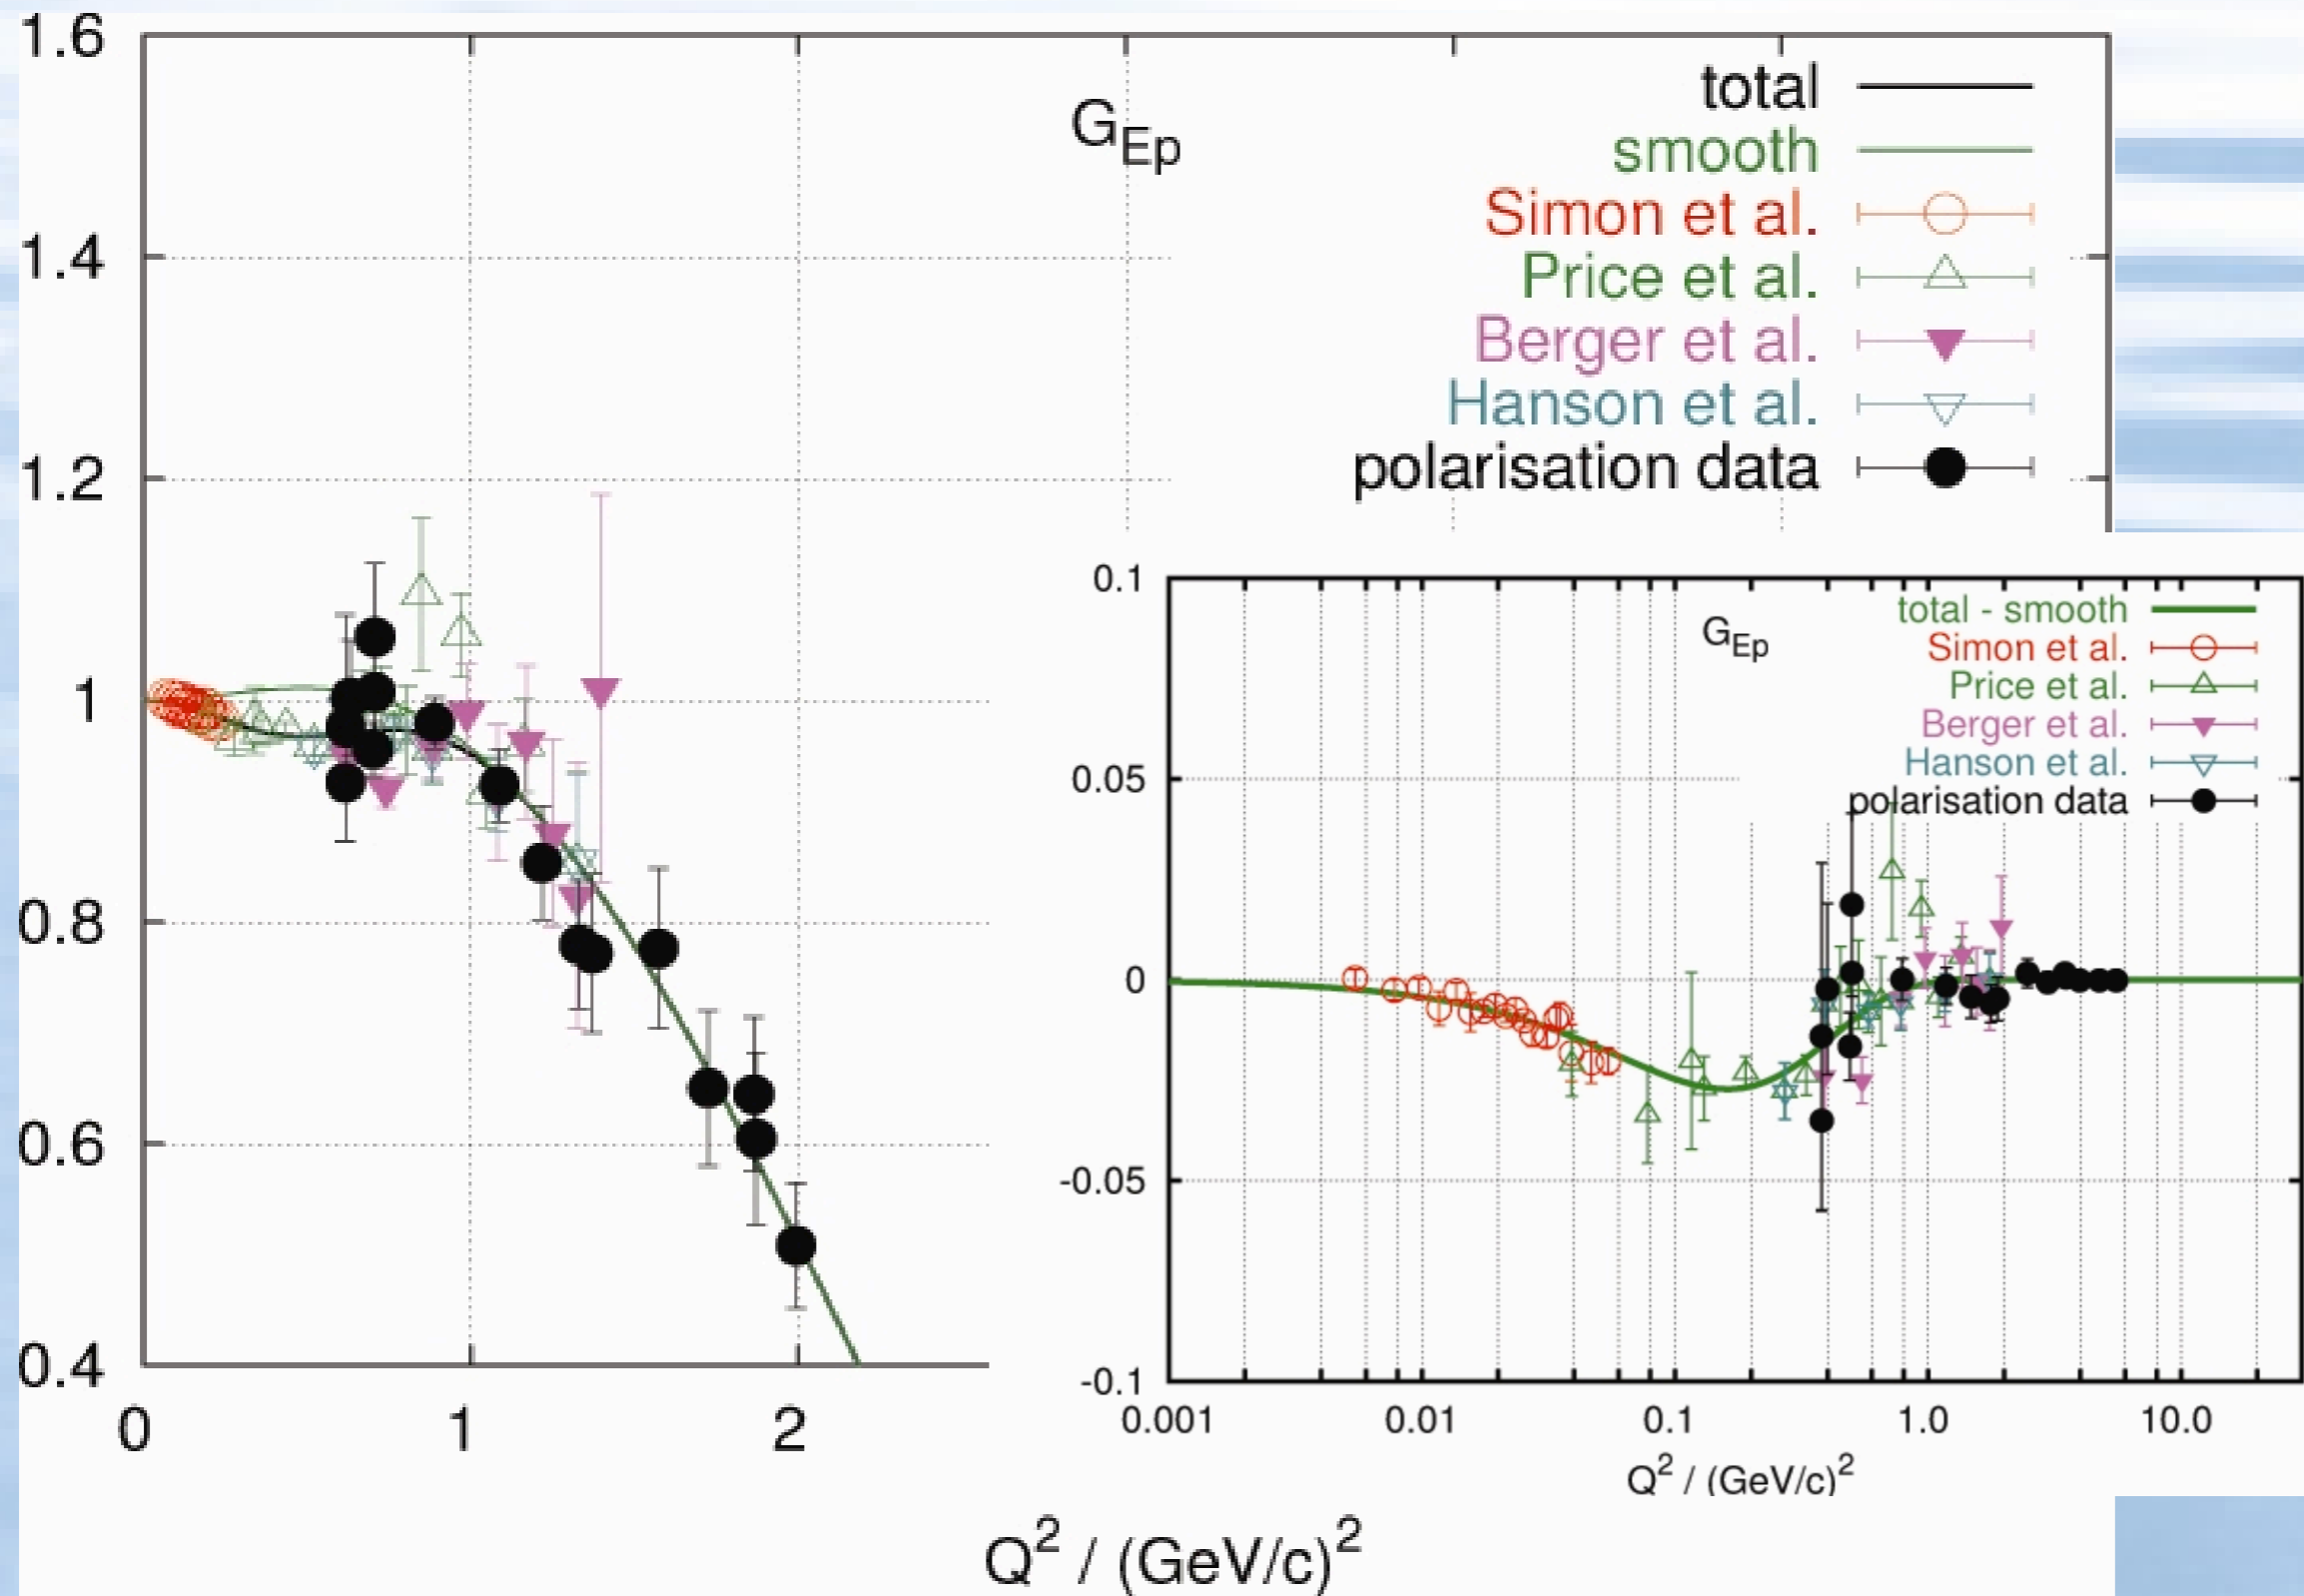 1.6
1.4
1.2
1
0.8
0.6
0.4
0 1 2
Q² / (GeV/c)²
G_Ep
total
smooth
Simon et al.
Price et al.
Berger et al.
Hanson et al.
polarisation data
0.1
0.05
0
-0.05
-0.1
0.001 0.01 0.1 1.0 10.0
Q² / (GeV/c)²
G_Ep
total - smooth
Simon et al.
Price et al.
Berger et al.
Hanson et al.
polarisation data